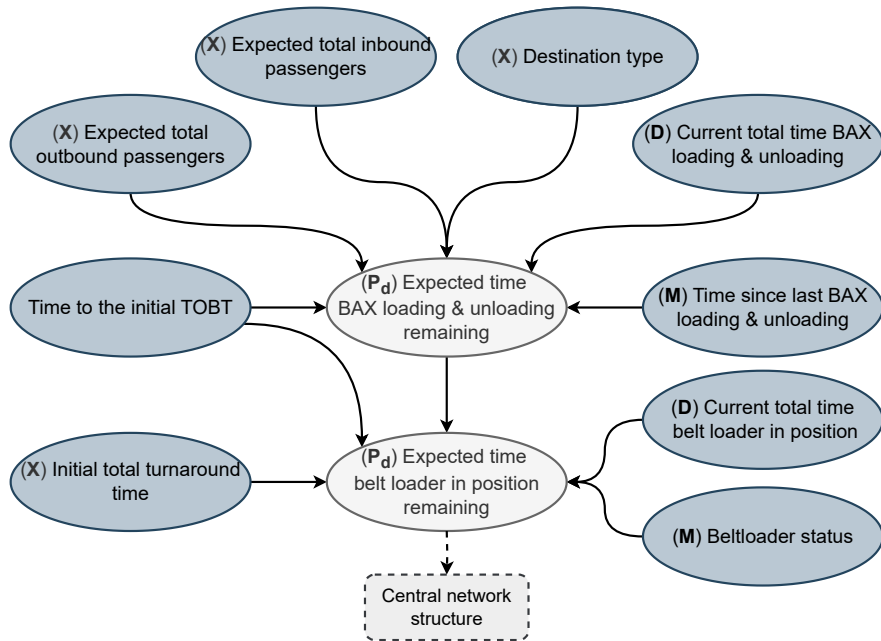 (X) Expected total inbound
passengers
(X) Destination type
(X) Expected total
outbound passengers
(D) Current total time BAX
loading & unloading
(Pd) Expected time
BAX loading & unloading
remaining
Time to the initial TOBT
(M) Time since last BAX
loading & unloading
(D) Current total time
belt loader in position
(Pd) Expected time
belt loader in position
remaining
(X) Initial total turnaround
time
(M) Beltloader status
Central network
structure